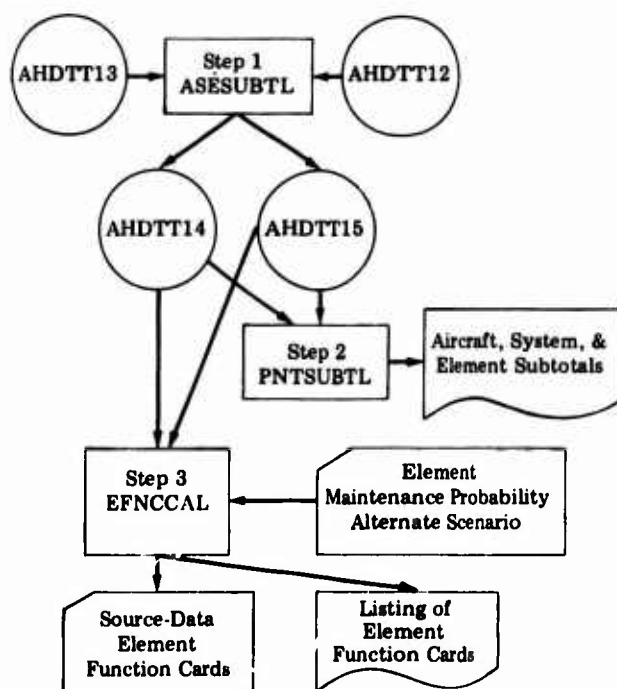 AHDTT13
Step 1
ASESUBTL
AHDTT12
AHDTT14
AHDTT15
Step 2
PNTSUBTL
Aircraft, System, &
Element Subtotals
Step 3
EFNCCAL
Element
Maintenance Probability
Alternate Scenario
Source-Data
Element
Function Cards
Listing of
Element
Function Cards